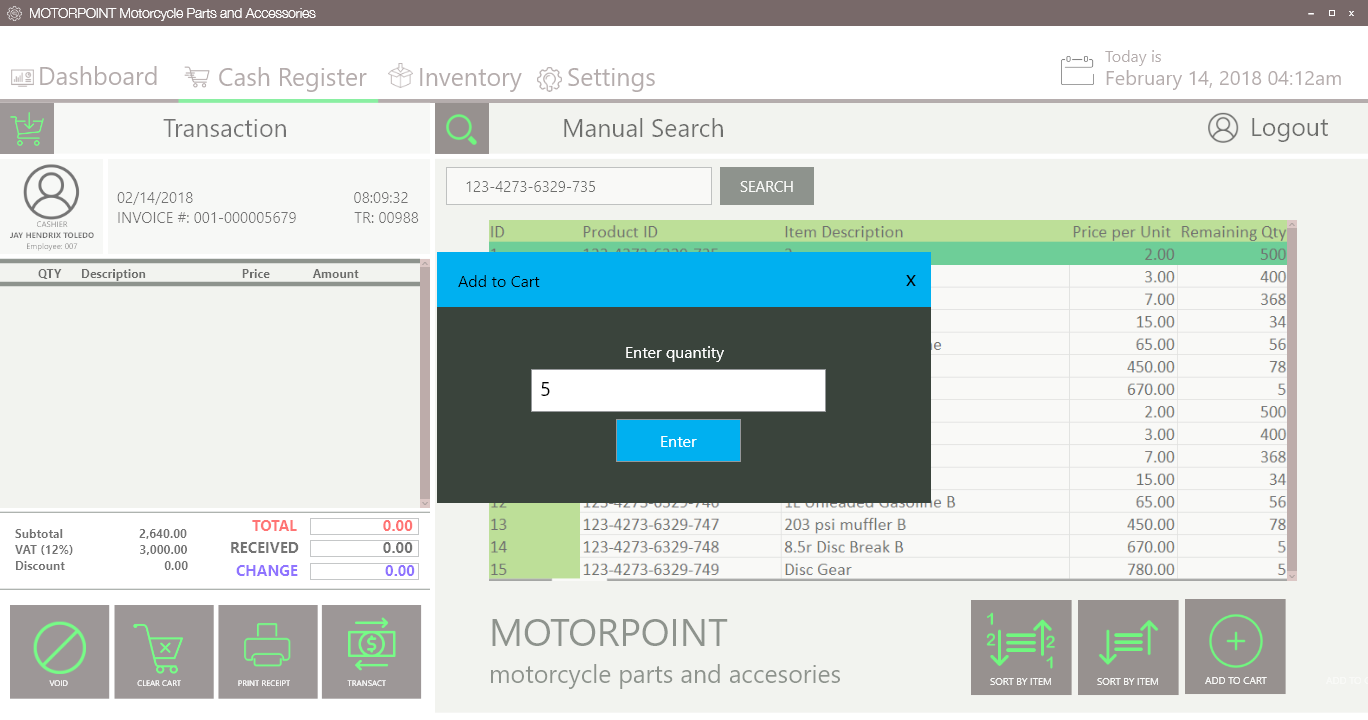 MOTORPOINT Motorcycle Parts and Accessories
Dashboard Cash Register Inventory Settings
Today is
February 14, 2018 04:12am
Transaction
Manual Search
Logout
CASHIER
JAY HENDRIX TOLEDO
Employee: 007
02/14/2018 08:09:32
INVOICE #: 001-000005679 TR: 00988
QTY Description Price Amount
Subtotal 2,640.00
VAT (12%) 3,000.00
Discount 0.00
TOTAL 0.00
RECEIVED 0.00
CHANGE 0.00
VOID
CLEAR CART
PRINT RECEIPT
TRANSACT
123-4273-6329-735 SEARCH
ID Product ID Item Description Price per Unit Remaining Qty
2.00 500
3.00 400
7.00 368
15.00 34
65.00 56
450.00 78
670.00 5
2.00 500
3.00 400
7.00 368
15.00 34
12 123-4273-6329-746 1L Unleaded Gasoline B 65.00 56
13 123-4273-6329-747 203 psi muffler B 450.00 78
14 123-4273-6329-748 8.5r Disc Break B 670.00 5
15 123-4273-6329-749 Disc Gear 780.00 5
Add to Cart X
Enter quantity
5
Enter
MOTORPOINT
motorcycle parts and accesories
1 2 2 1
SORT BY ITEM
SORT BY ITEM
ADD TO CART